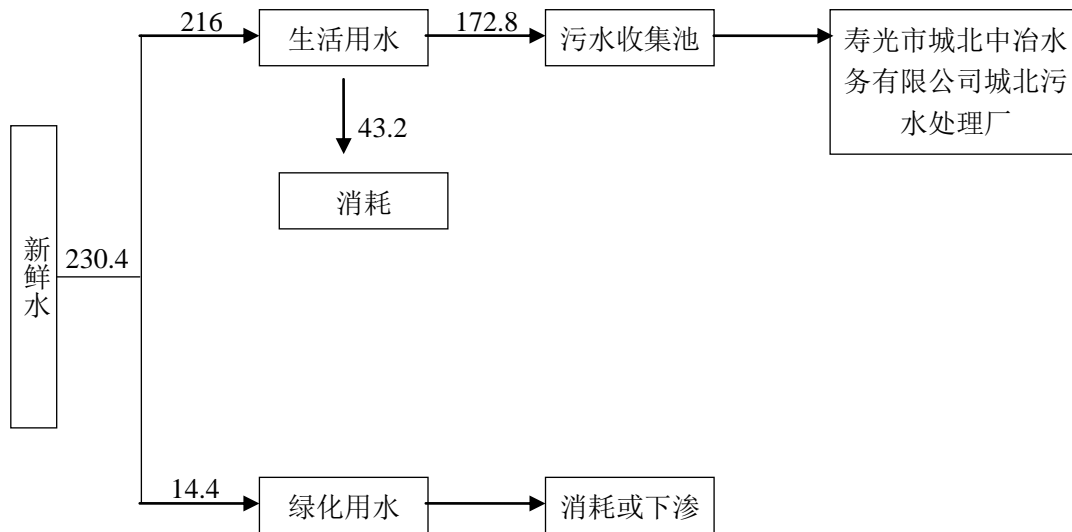 216
生活用水
172.8
污水收集池
寿光市城北中冶水
务有限公司城北污
水处理厂
43.2
消耗
新鲜水
230.4
14.4
绿化用水
消耗或下渗